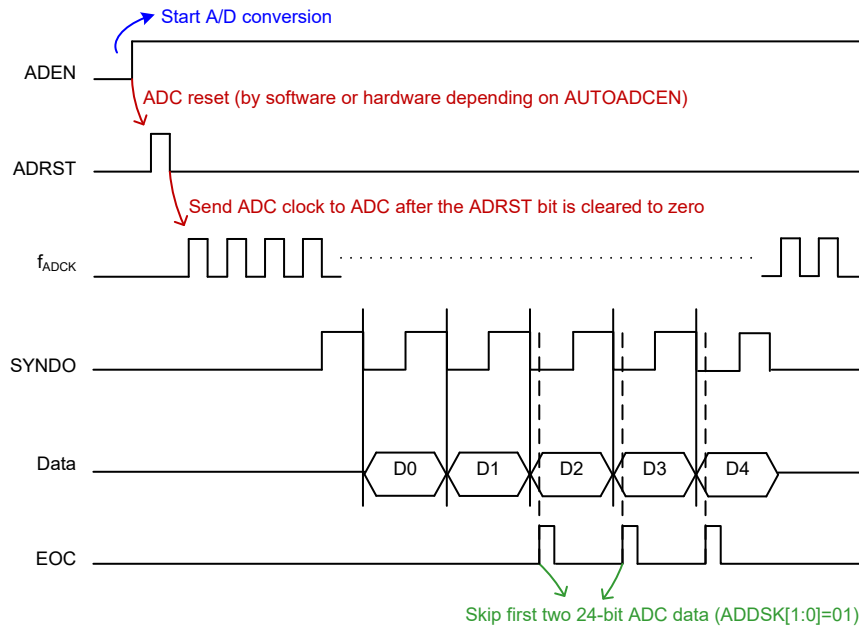 Start A/D conversion
ADEN
ADC reset (by software or hardware depending on AUTOADCEN)
ADRST
Send ADC clock to ADC after the ADRST bit is cleared to zero
fADCK
SYNDO
Data
D0 D1 D2 D3 D4
EOC
Skip first two 24-bit ADC data (ADDSK[1:0]=01)